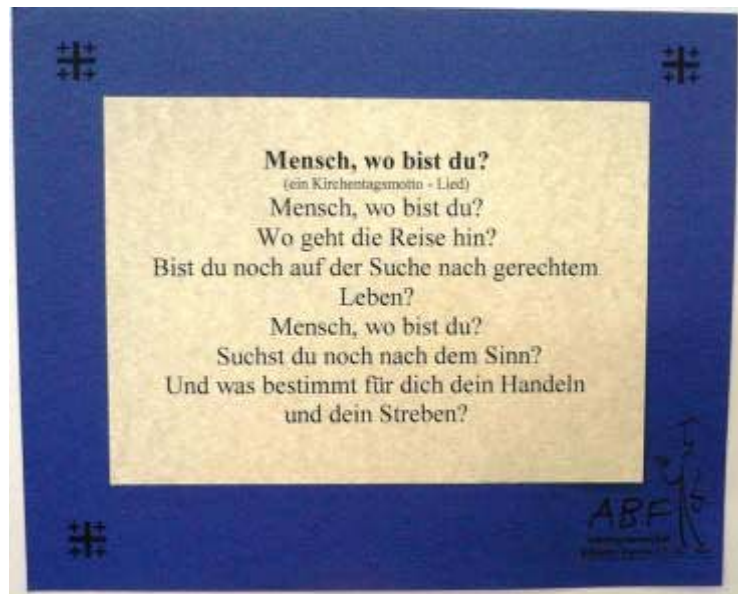 Mensch, wo bist du?
(ein Kirchentagsmotto - Lied)
Mensch, wo bist du?
Wo geht die Reise hin?
Bist du noch auf der Suche nach gerechtem
Leben?
Mensch, wo bist du?
Suchst du noch nach dem Sinn?
Und was bestimmt für dich dein Handeln
und dein Streben?
ABF